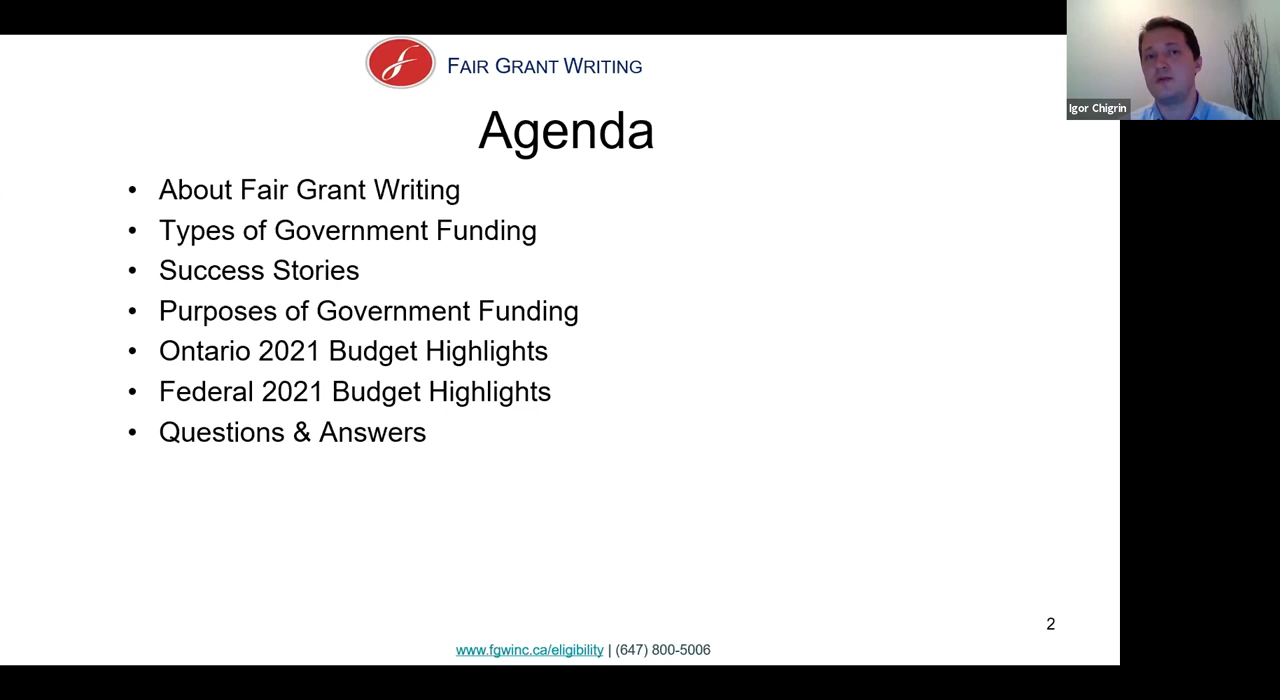 FAIR GRANT WRITING
Igor Chigrin
Agenda
• About Fair Grant Writing
• Types of Government Funding
• Success Stories
• Purposes of Government Funding
• Ontario 2021 Budget Highlights
• Federal 2021 Budget Highlights
• Questions & Answers
2
www.fgwinc.ca/eligibility | (647) 800-5006